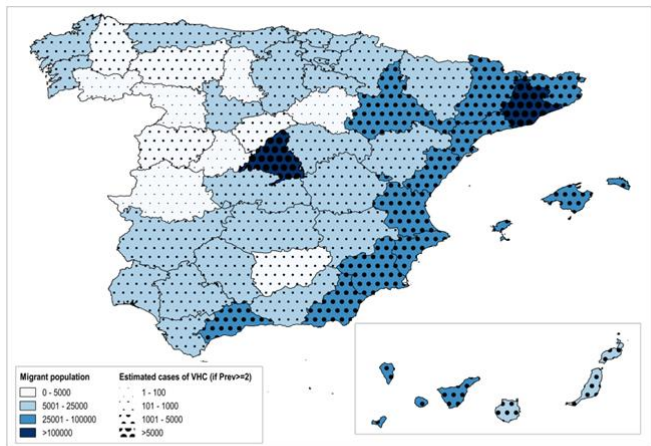 Migrant population
0 - 5000
5001 - 25000
25001 - 100000
>100000
Estimated cases of VHC (if Prev>=2)
1 - 100
101 - 1000
1001 - 5000
>5000